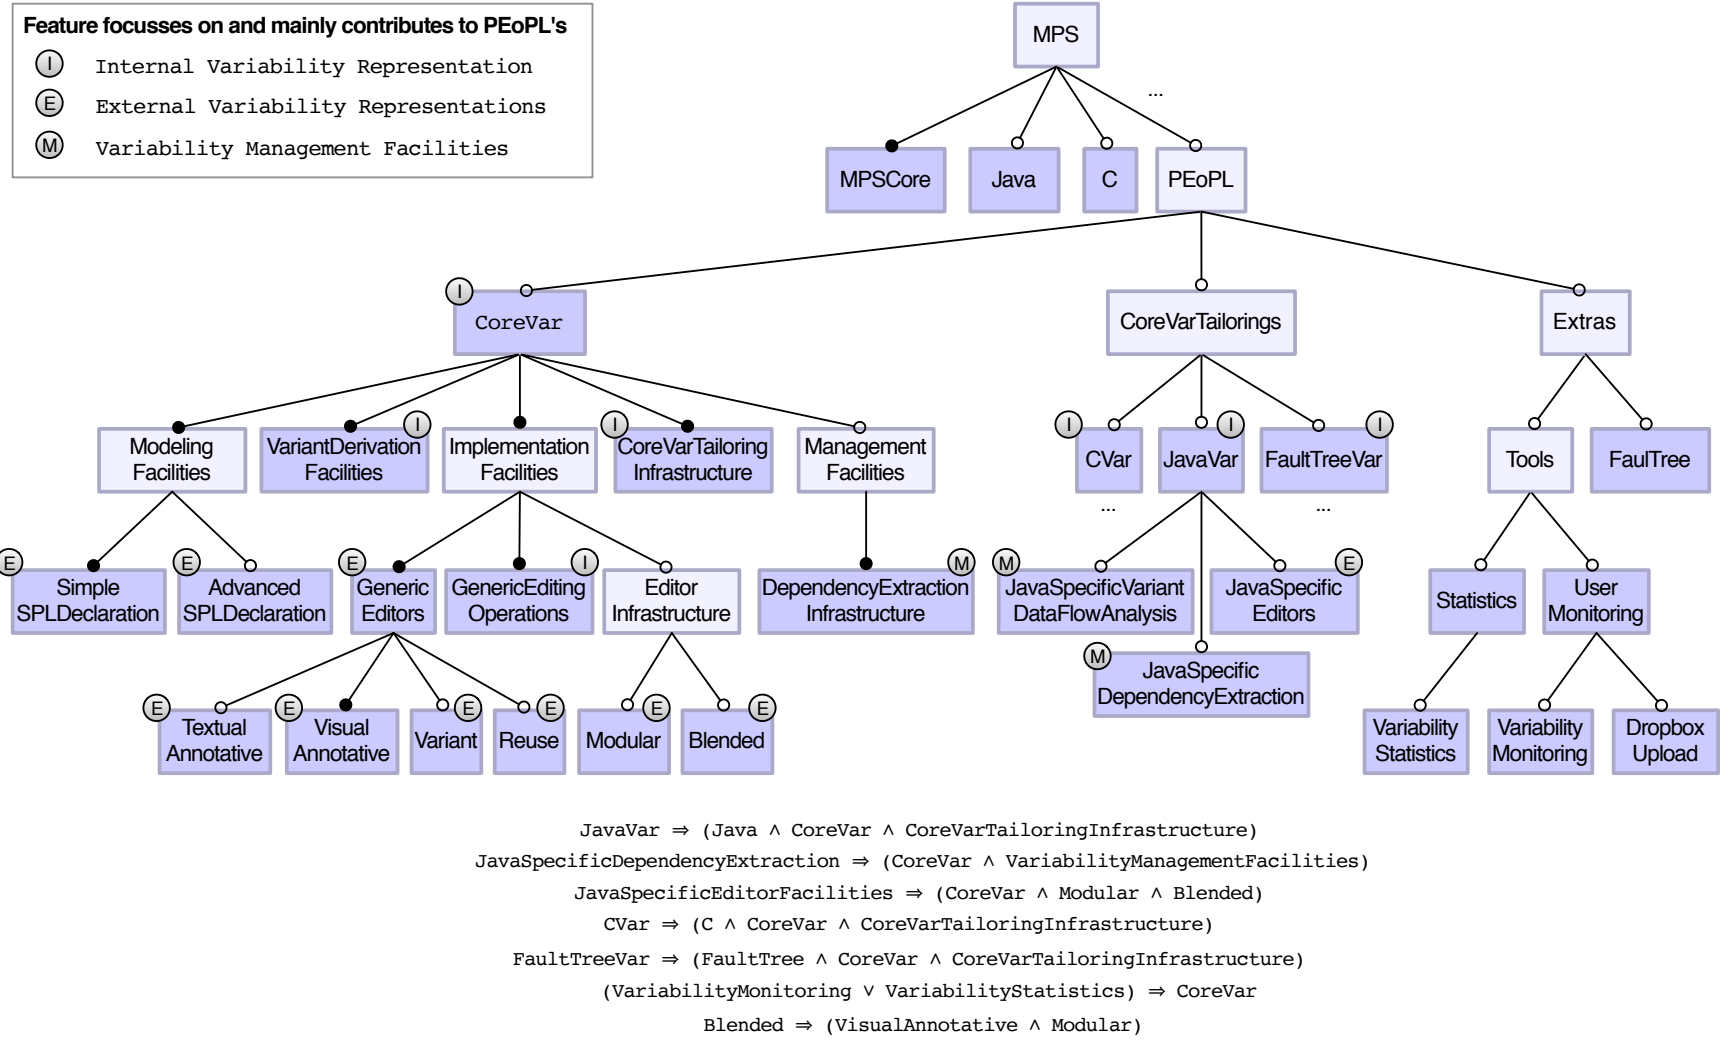 Feature focusses on and mainly contributes to PEoPL's
I Internal Variability Representation
E External Variability Representations
M Variability Management Facilities
MPS
...
MPSCore
Java
C
PEoPL
I
CoreVar
CoreVarTailorings
Extras
Modeling
Facilities
VariantDerivation
Facilities
I
Implementation
Facilities
I
CoreVarTailoring
Infrastructure
Management
Facilities
I
CVar
...
JavaVar
I
FaultTreeVar
I
...
Tools
FaulTree
E
Simple
SPLDeclaration
E
Advanced
SPLDeclaration
E
Generic
Editors
GenericEditing
Operations
I
Editor
Infrastructure
DependencyExtraction
Infrastructure
M
M
JavaSpecificVariant
DataFlowAnalysis
JavaSpecific
Editors
E
Statistics
User
Monitoring
M
JavaSpecific
DependencyExtraction
E
Textual
Annotative
E
Visual
Annotative
Variant
E
Reuse
E
Modular
E
Blended
E
Variability
Statistics
Variability
Monitoring
Dropbox
Upload
JavaVar ⇒ (Java ∧ CoreVar ∧ CoreVarTailoringInfrastructure)
JavaSpecificDependencyExtraction ⇒ (CoreVar ∧ VariabilityManagementFacilities)
JavaSpecificEditorFacilities ⇒ (CoreVar ∧ Modular ∧ Blended)
CVar ⇒ (C ∧ CoreVar ∧ CoreVarTailoringInfrastructure)
FaultTreeVar ⇒ (FaultTree ∧ CoreVar ∧ CoreVarTailoringInfrastructure)
(VariabilityMonitoring ∨ VariabilityStatistics) ⇒ CoreVar
Blended ⇒ (VisualAnnotative ∧ Modular)